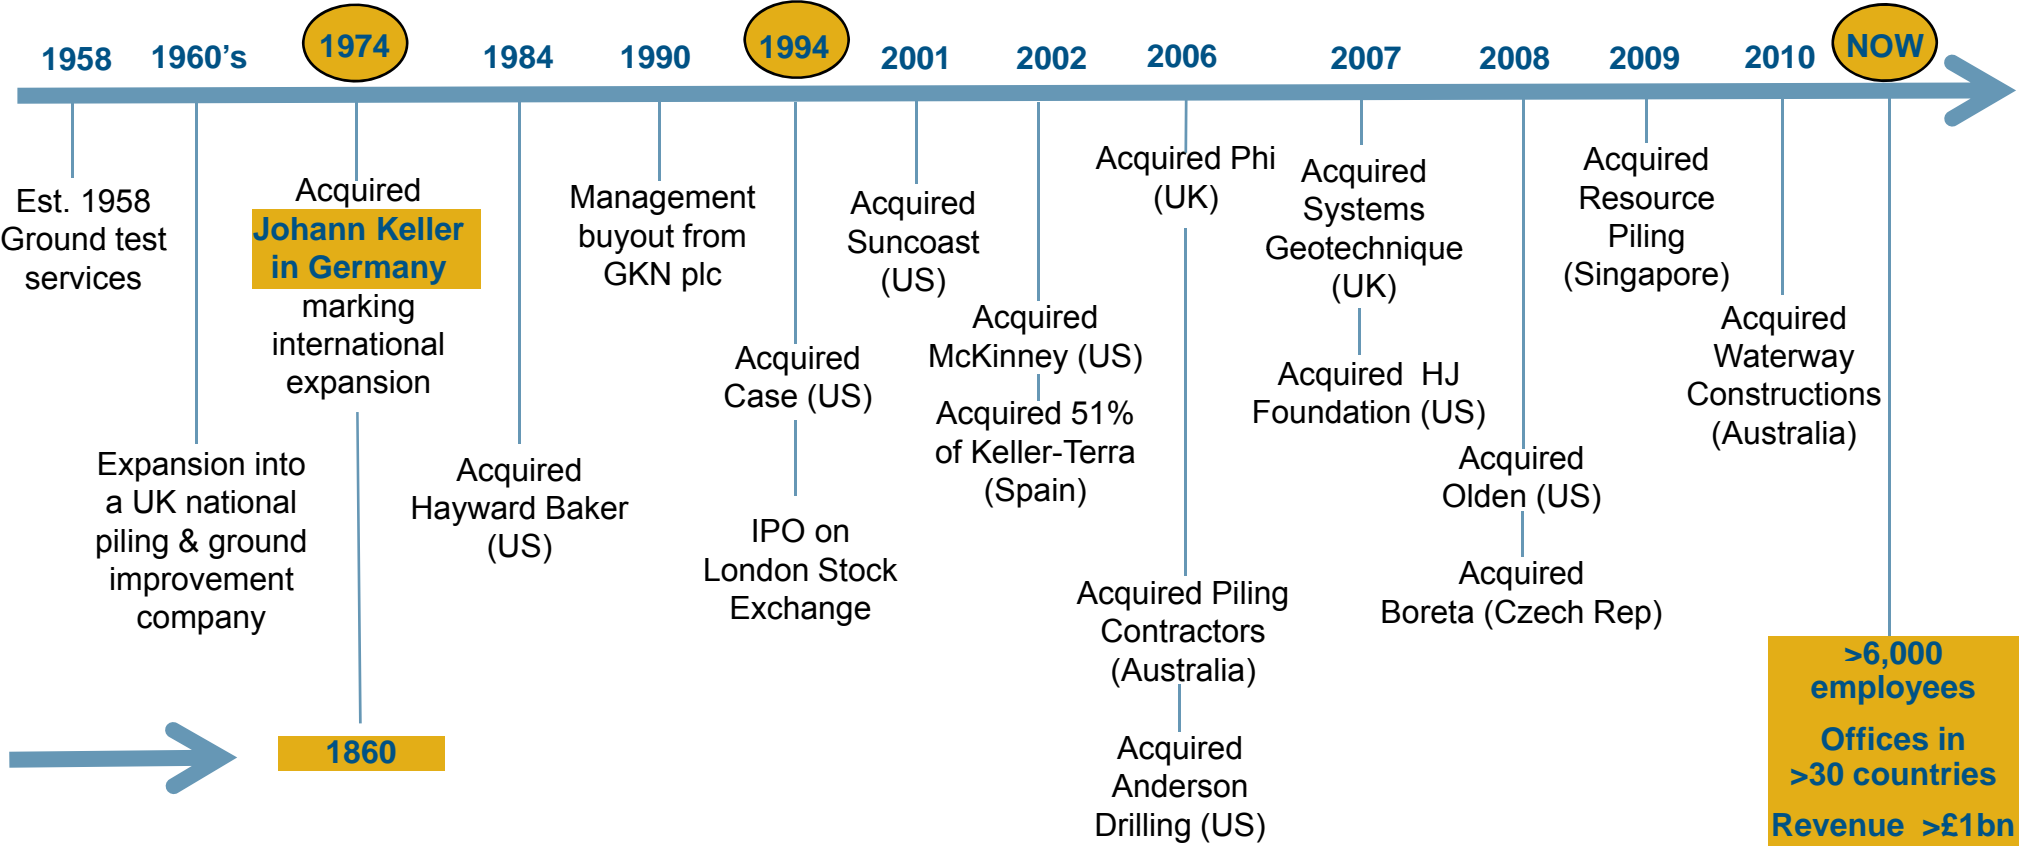 1958
1960’s
1974
1984
1990
1994
2001
2002
2006
2007
2008
2009
2010
NOW
Est. 1958
Ground test
services
Expansion into
a UK national
piling & ground
improvement
company
Acquired
Johann Keller
in Germany
marking
international
expansion
1860
Acquired
Hayward Baker
(US)
Management
buyout from
GKN plc
Acquired
Case (US)
IPO on
London Stock
Exchange
Acquired
Suncoast
(US)
Acquired
McKinney (US)
Acquired 51%
of Keller-Terra
(Spain)
Acquired Phi
(UK)
Acquired Piling
Contractors
(Australia)
Acquired
Anderson
Drilling (US)
Acquired
Systems
Geotechnique
(UK)
Acquired HJ
Foundation (US)
Acquired
Olden (US)
Acquired
Boreta (Czech Rep)
Acquired
Resource
Piling
(Singapore)
Acquired
Waterway
Constructions
(Australia)
>6,000
employees
Offices in
>30 countries
Revenue >£1bn